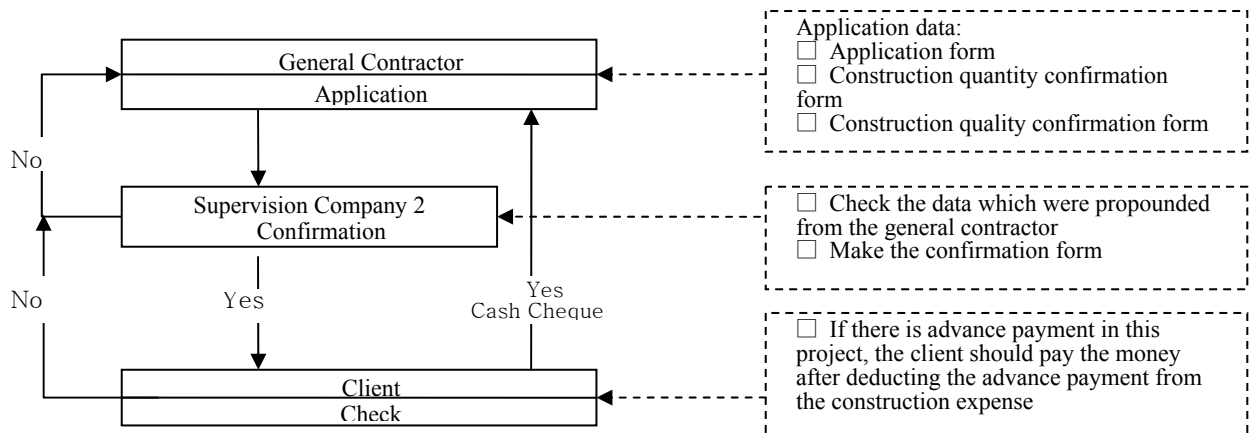 General Contractor
Application
No
Supervision Company 2
Confirmation
No
Yes
Yes
Cash Cheque
Client
Check
Application data:
☐ Application form
☐ Construction quantity confirmation
form
☐ Construction quality confirmation form
☐ Check the data which were propounded
from the general contractor
☐ Make the confirmation form
☐ If there is advance payment in this
project, the client should pay the money
after deducting the advance payment from
the construction expense